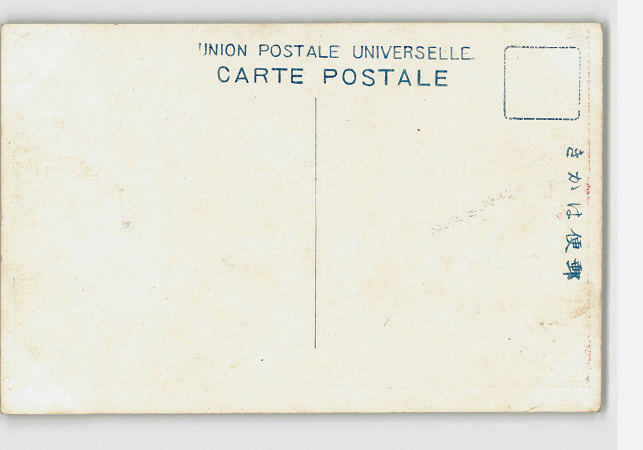 UNION POSTALE UNIVERSELLE.
CARTE POSTALE
きかは便郵